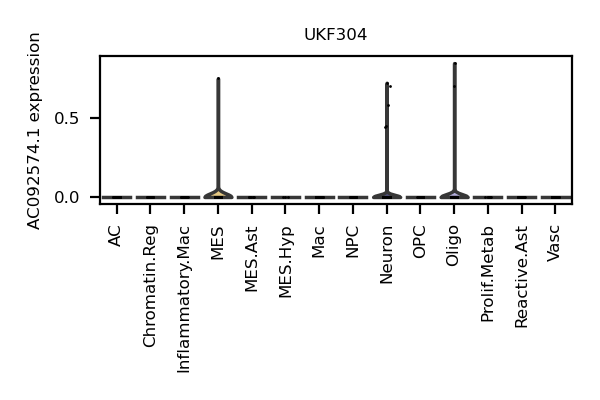 UKF304
AC092574.1 expression
0.5
0.0
AC
Chromatin.Reg
Inflammatory.Mac
MES
MES.Ast
MES.Hyp
Mac
NPC
Neuron
OPC
Oligo
Prolif.Metab
Reactive.Ast
Vasc